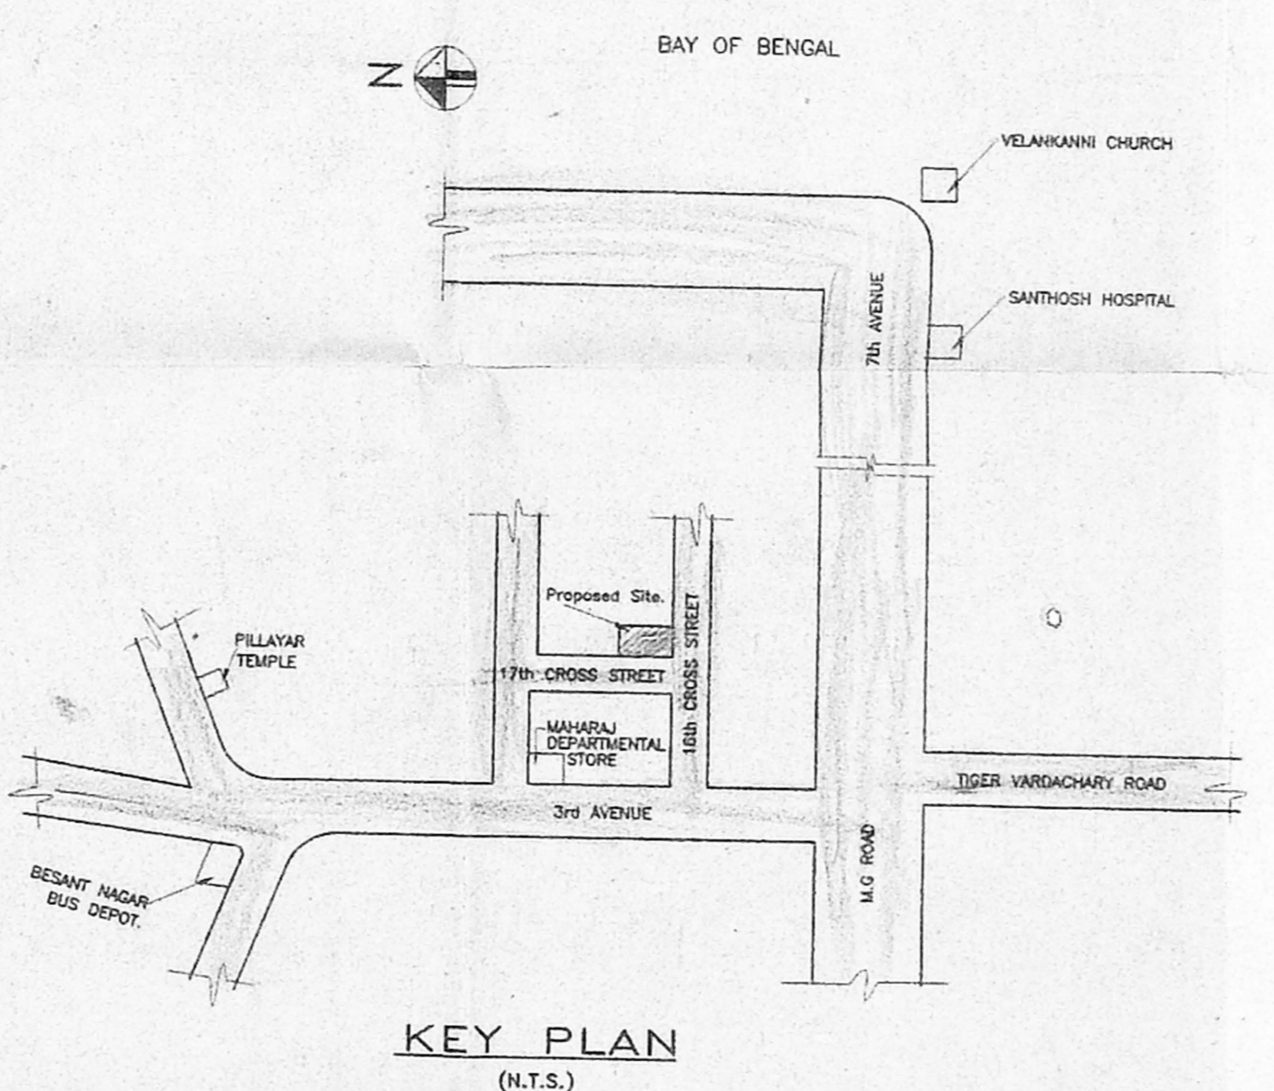 BAY OF BENGAL
N
VELANKANNI CHURCH
SANTHOSH HOSPITAL
7th AVENUE
Proposed Site.
16th CROSS STREET
PILLAYAR
TEMPLE
17th CROSS STREET
MAHARAJ
DEPARTMENTAL
STORE
TIGER VARDACHARY ROAD
3rd AVENUE
M.G ROAD
BESANT NAGAR
BUS DEPOT.
KEY PLAN
(N.T.S.)